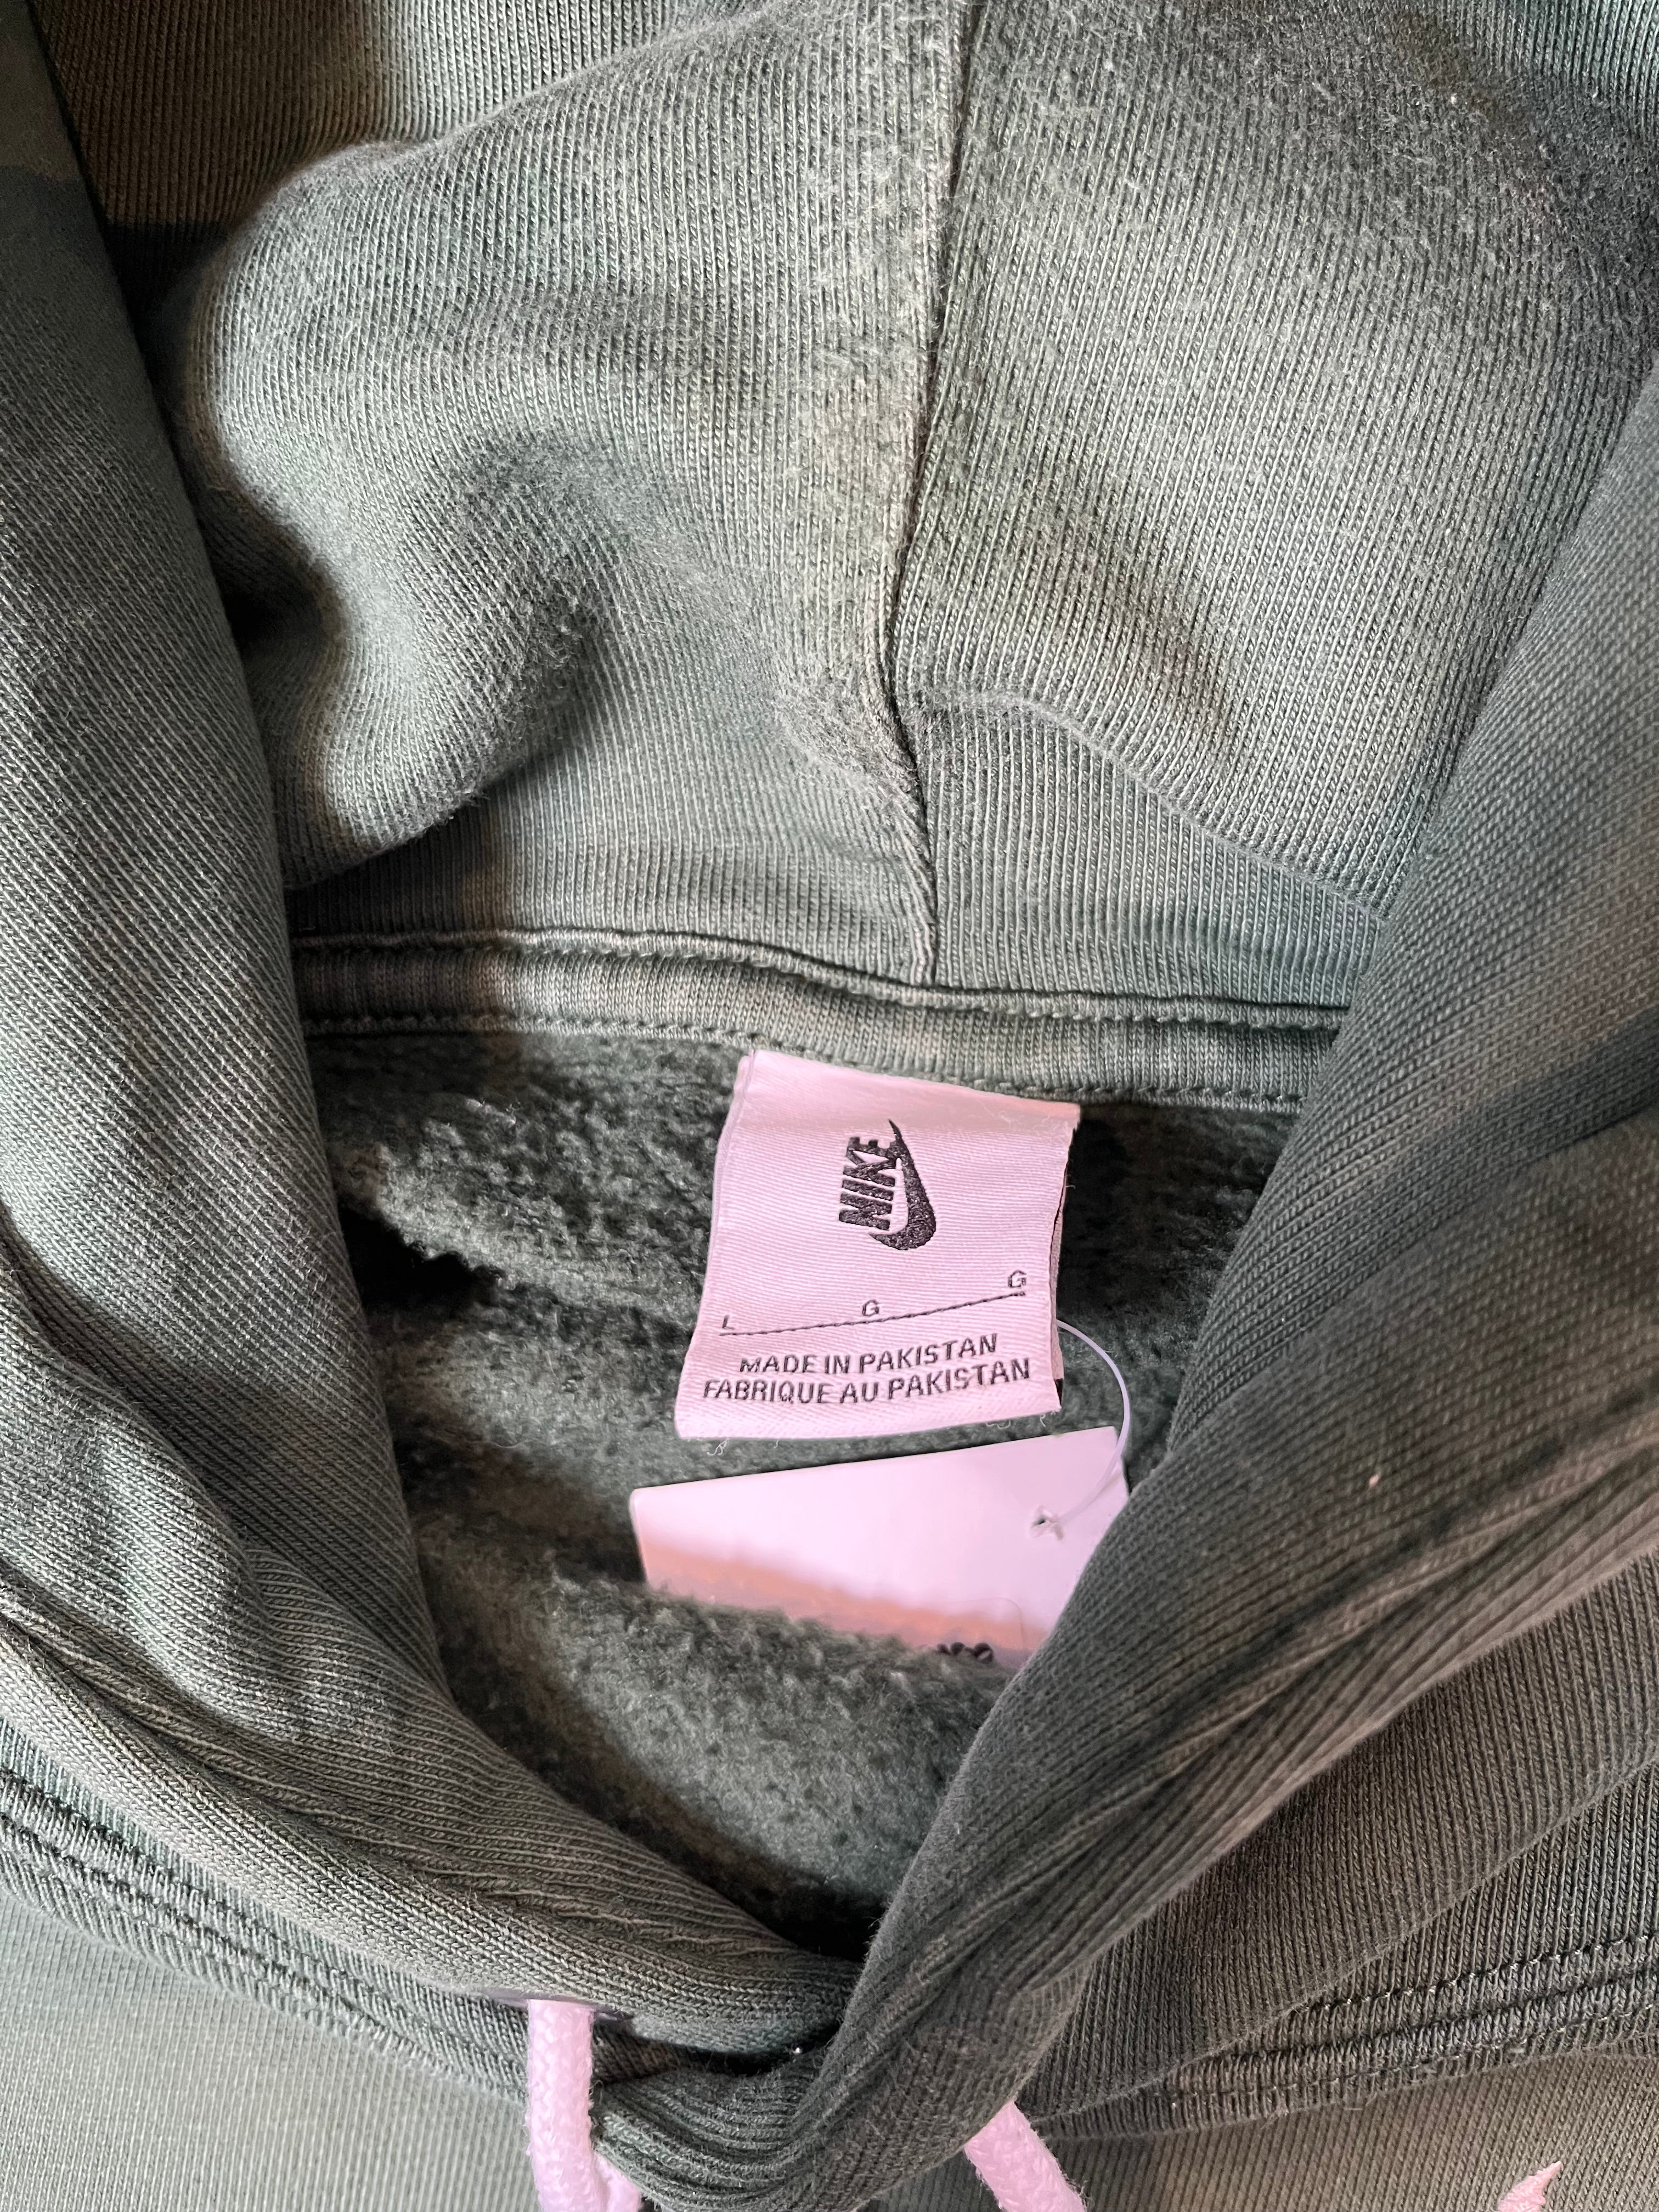 NIKE
L G G
MADE IN PAKISTAN
FABRIQUE AU PAKISTAN